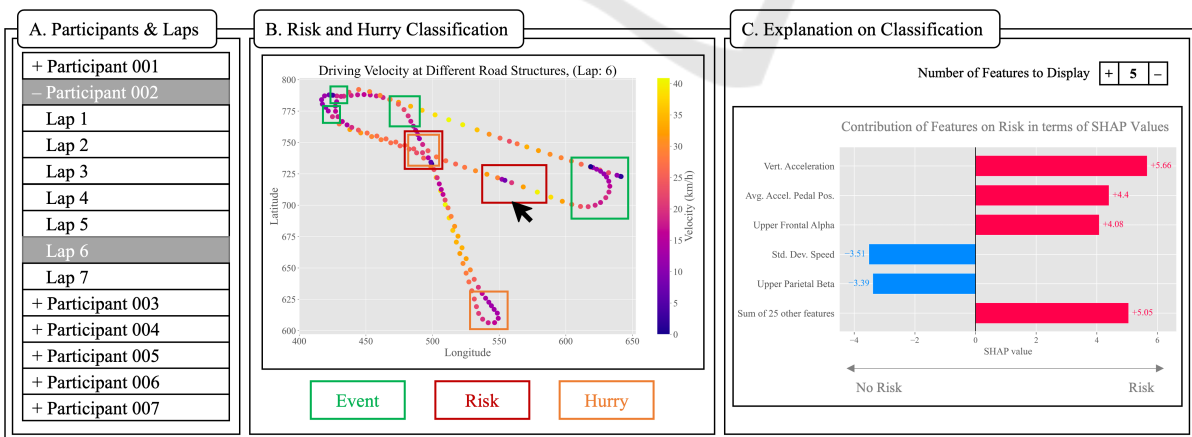 A. Participants & Laps
+ Participant 001
– Participant 002
Lap 1
Lap 2
Lap 3
Lap 4
Lap 5
Lap 6
Lap 7
+ Participant 003
+ Participant 004
+ Participant 005
+ Participant 006
+ Participant 007
B. Risk and Hurry Classification
Driving Velocity at Different Road Structures, (Lap: 6)
800
775
750
725
700
675
650
625
600
Latitude
400
450
500
550
600
650
Longitude
40
35
30
25
20
15
10
5
0
Velocity (km/h)
Event
Risk
Hurry
C. Explanation on Classification
Number of Features to Display + 5 –
Contribution of Features on Risk in terms of SHAP Values
Vert. Acceleration +5.66
Avg. Accel. Pedal Pos. +4.4
Upper Frontal Alpha +4.08
Std. Dev. Speed −3.51
Upper Parietal Beta −3.39
Sum of 25 other features +5.05
−4 −2 0 2 4 6
SHAP value
No Risk Risk